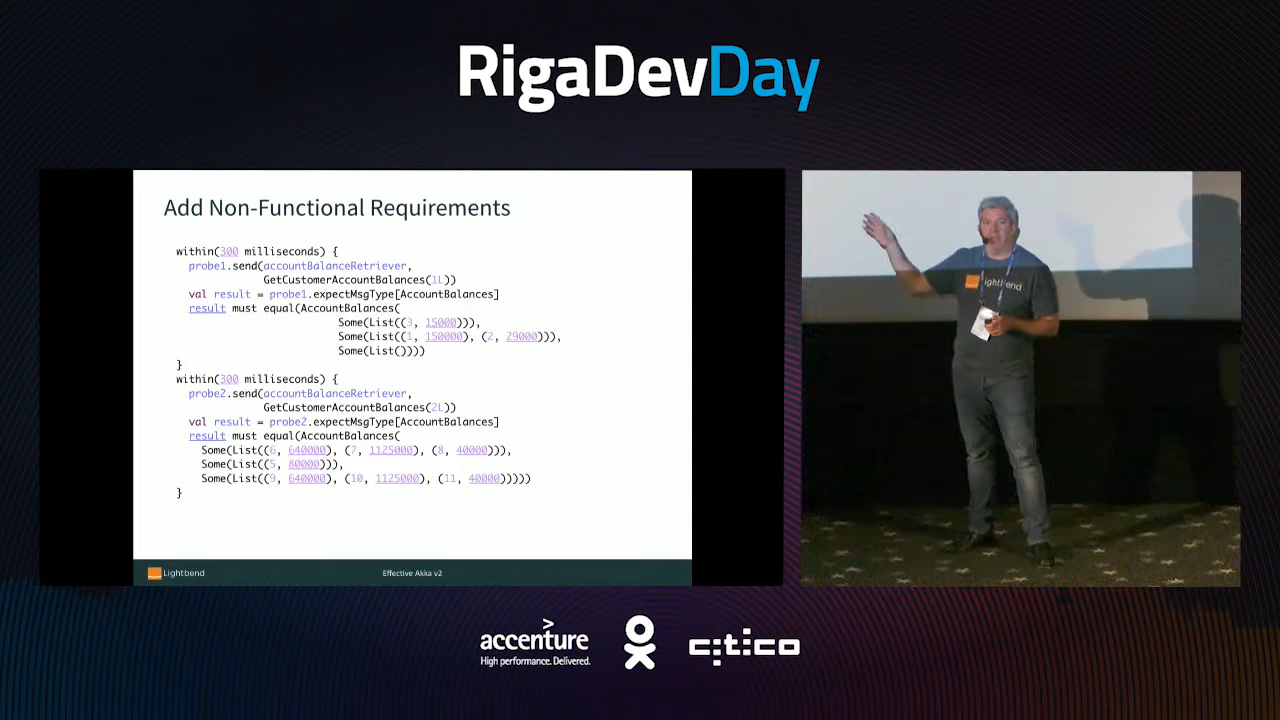 RigaDevDay
Add Non-Functional Requirements
within(300 milliseconds) {
probe1.send(accountBalanceRetriever,
GetCustomerAccountBalances(1L))
val result = probe1.expectMsgType[AccountBalances]
result must equal(AccountBalances(
Some(List((3, 15000))),
Some(List((1, 150000), (2, 29000))),
Some(List())))
}
within(300 milliseconds) {
probe2.send(accountBalanceRetriever,
GetCustomerAccountBalances(2L))
val result = probe2.expectMsgType[AccountBalances]
result must equal(AccountBalances(
Some(List((6, 640000), (7, 1125000), (8, 40000))),
Some(List((5, 80000))),
Some(List((9, 640000), (10, 1125000), (11, 40000)))))
}
Lightbend
Effective Akka v2
Lightbend
accenture
High performance. Delivered.
citico